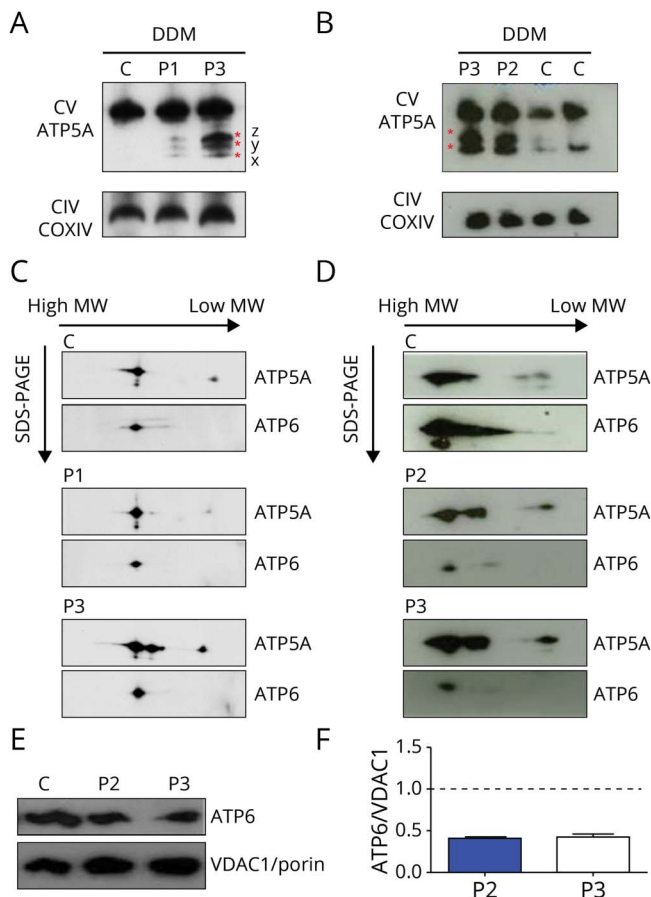 A
DDM
C P1 P3
CV
ATP5A
* z
* y
* x
CIV
COXIV
B
DDM
P3 P2 C C
CV
ATP5A
*
*
CIV
COXIV
C
High MW Low MW
SDS-PAGE
C
ATP5A
ATP6
P1
ATP5A
ATP6
P3
ATP5A
ATP6
D
High MW Low MW
SDS-PAGE
C
ATP5A
ATP6
P2
ATP5A
ATP6
P3
ATP5A
ATP6
E
C P2 P3
ATP6
VDAC1/porin
F
ATP6/VDAC1
1.5
1.0
0.5
0
P2 P3